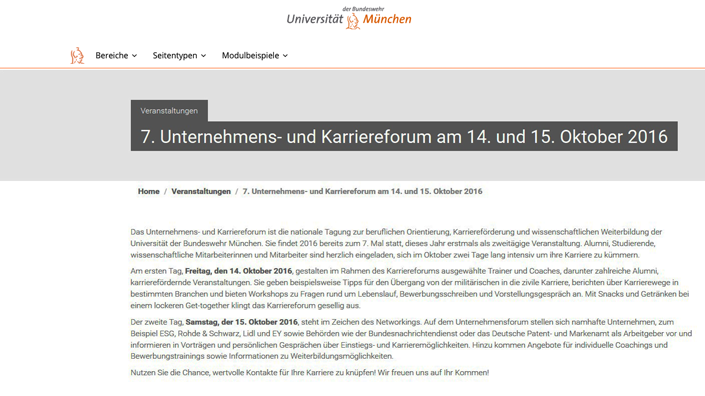 der Bundeswehr
Universität München
Bereiche Seitentypen Modulbeispiele
Veranstaltungen
7. Unternehmens- und Karriereforum am 14. und 15. Oktober 2016
Home / Veranstaltungen / 7. Unternehmens- und Karriereforum am 14. und 15. Oktober 2016
Das Unternehmens- und Karriereforum ist die nationale Tagung zur beruflichen Orientierung, Karriereförderung und wissenschaftlichen Weiterbildung der
Universität der Bundeswehr München. Sie findet 2016 bereits zum 7. Mal statt, dieses Jahr erstmals als zweitägige Veranstaltung. Alumni, Studierende,
wissenschaftliche Mitarbeiterinnen und Mitarbeiter sind herzlich eingeladen, sich im Oktober zwei Tage lang intensiv um ihre Karriere zu kümmern.
Am ersten Tag, Freitag, den 14. Oktober 2016, gestalten im Rahmen des Karriereforums ausgewählte Trainer und Coaches, darunter zahlreiche Alumni,
karrierefördernde Veranstaltungen. Sie geben beispielsweise Tipps für den Übergang von der militärischen in die zivile Karriere, berichten über Karrierewege in
bestimmten Branchen und bieten Workshops zu Fragen rund um Lebenslauf, Bewerbungsschreiben und Vorstellungsgespräch an. Mit Snacks und Getränken bei
einem lockeren Get-together klingt das Karriereforum gesellig aus.
Der zweite Tag, Samstag, der 15. Oktober 2016, steht im Zeichen des Networkings. Auf dem Unternehmensforum stellen sich namhafte Unternehmen, zum
Beispiel ESG, Rohde & Schwarz, Lidl und EY sowie Behörden wie der Bundesnachrichtendienst oder das Deutsche Patent- und Markenamt als Arbeitgeber vor und
informieren in Vorträgen und persönlichen Gesprächen über Einstiegs- und Karrieremöglichkeiten. Hinzu kommen Angebote für individuelle Coachings und
Bewerbungstrainings sowie Informationen zu Weiterbildungsmöglichkeiten.
Nutzen Sie die Chance, wertvolle Kontakte für Ihre Karriere zu knüpfen! Wir freuen uns auf Ihr Kommen!